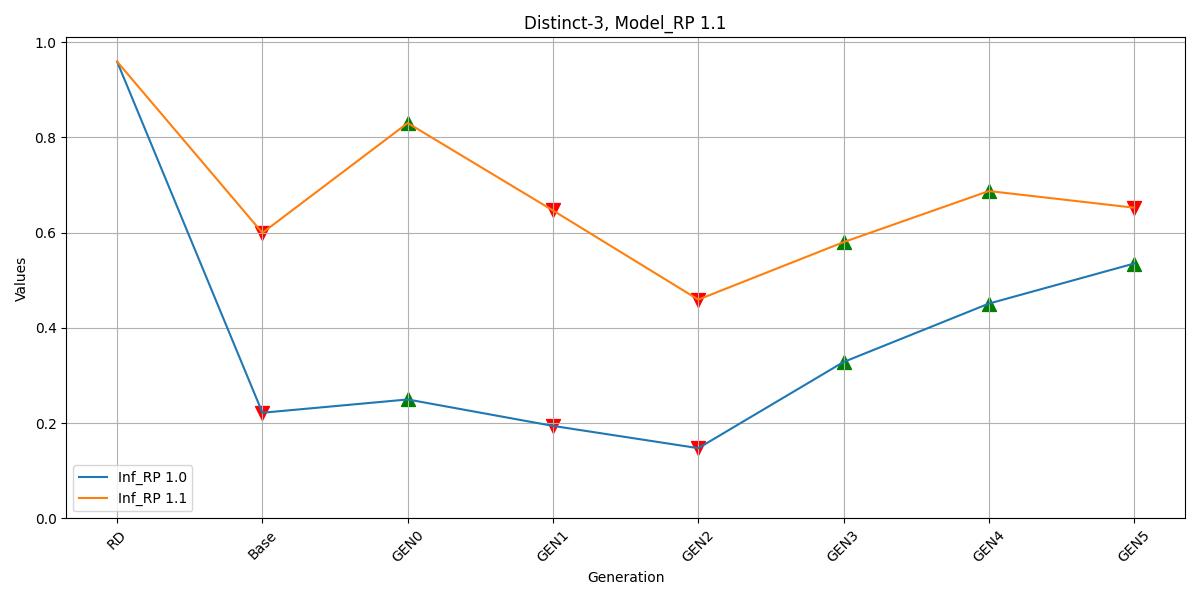 Distinct-3, Model_RP 1.1
1.0
0.8
0.6
0.4
0.2
0.0
Values
Inf_RP 1.0
Inf_RP 1.1
RD
Base
GEN0
GEN1
GEN2
GEN3
GEN4
GEN5
Generation